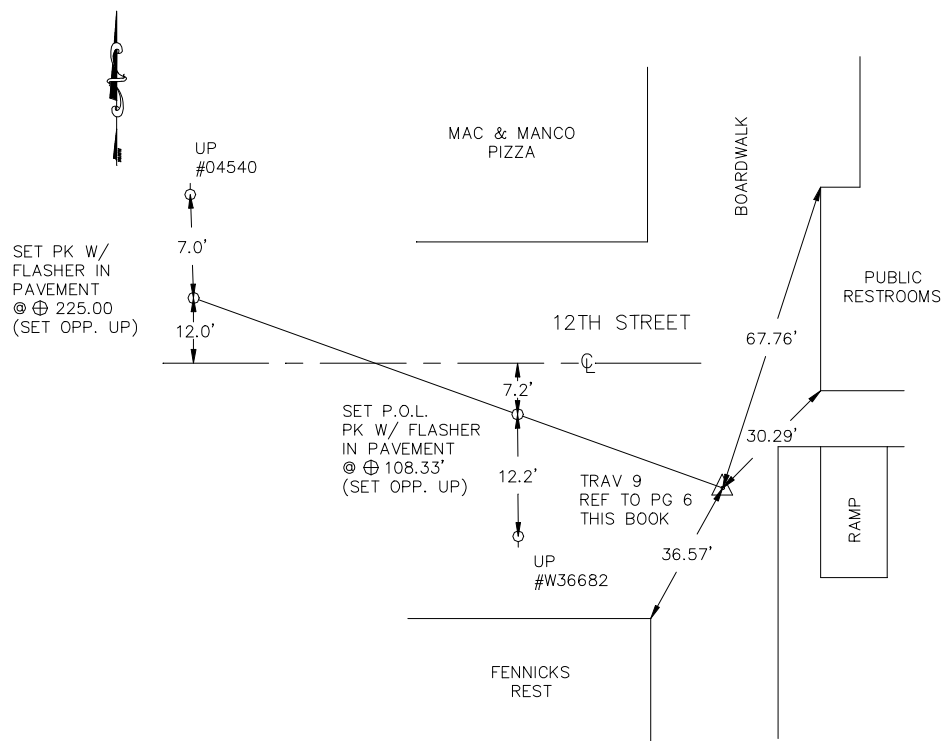 MAC & MANCO
PIZZA
BOARDWALK
UP
#04540
7.0'
SET PK W/
FLASHER IN
PAVEMENT
@ ⊕ 225.00
(SET OPP. UP)
12.0'
PUBLIC
RESTROOMS
12TH STREET
67.76'
℄
7.2'
SET P.O.L.
PK W/ FLASHER
IN PAVEMENT
@ ⊕ 108.33'
(SET OPP. UP)
30.29'
12.2'
TRAV 9
REF TO PG 6
THIS BOOK
RAMP
36.57'
UP
#W36682
FENNICKS
REST